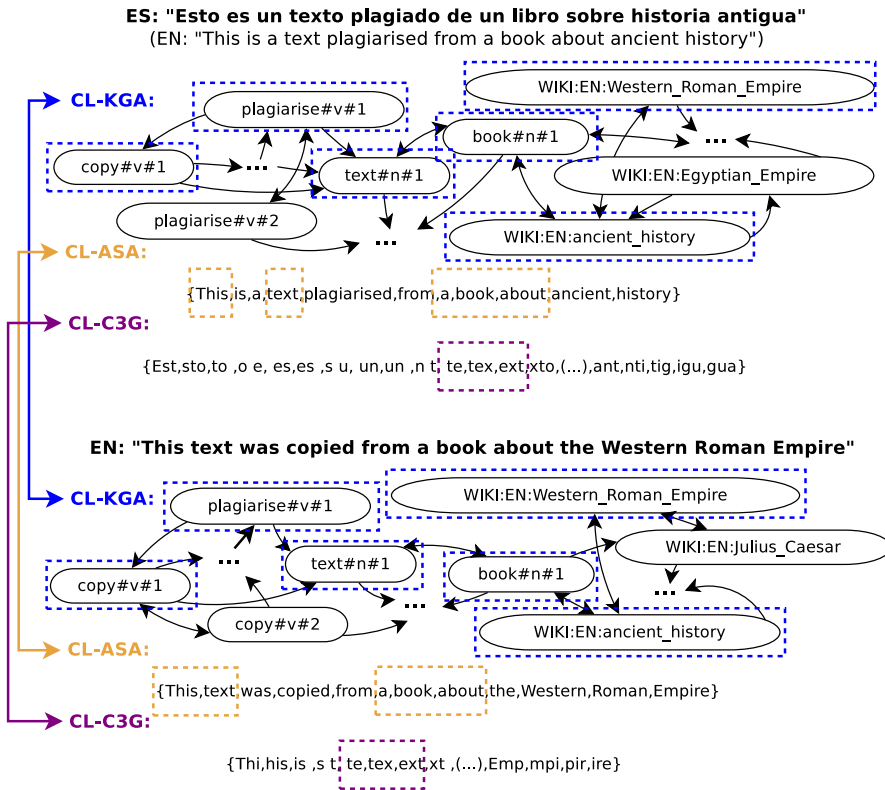 ES: "Esto es un texto plagiado de un libro sobre historia antigua"
(EN: "This is a text plagiarised from a book about ancient history")
CL-KGA:
WIKI:EN:Western_Roman_Empire
plagiarise#v#1
book#n#1
...
copy#v#1
...
text#n#1
WIKI:EN:Egyptian_Empire
plagiarise#v#2
...
WIKI:EN:ancient_history
CL-ASA:
{This,is,a,text,plagiarised,from,a,book,about,ancient,history}
CL-C3G:
{Est,sto,to ,o e, es,es ,s u, un,un ,n t, te,tex,ext,xto,(...),ant,nti,tig,igu,gua}
EN: "This text was copied from a book about the Western Roman Empire"
CL-KGA:
WIKI:EN:Western_Roman_Empire
plagiarise#v#1
WIKI:EN:Julius_Caesar
...
text#n#1
book#n#1
copy#v#1
...
...
copy#v#2
WIKI:EN:ancient_history
CL-ASA:
{This,text,was,copied,from,a,book,about,the,Western,Roman,Empire}
CL-C3G:
{Thi,his,is ,s t, te,tex,ext,xt ,(...),Emp,mpi,pir,ire}